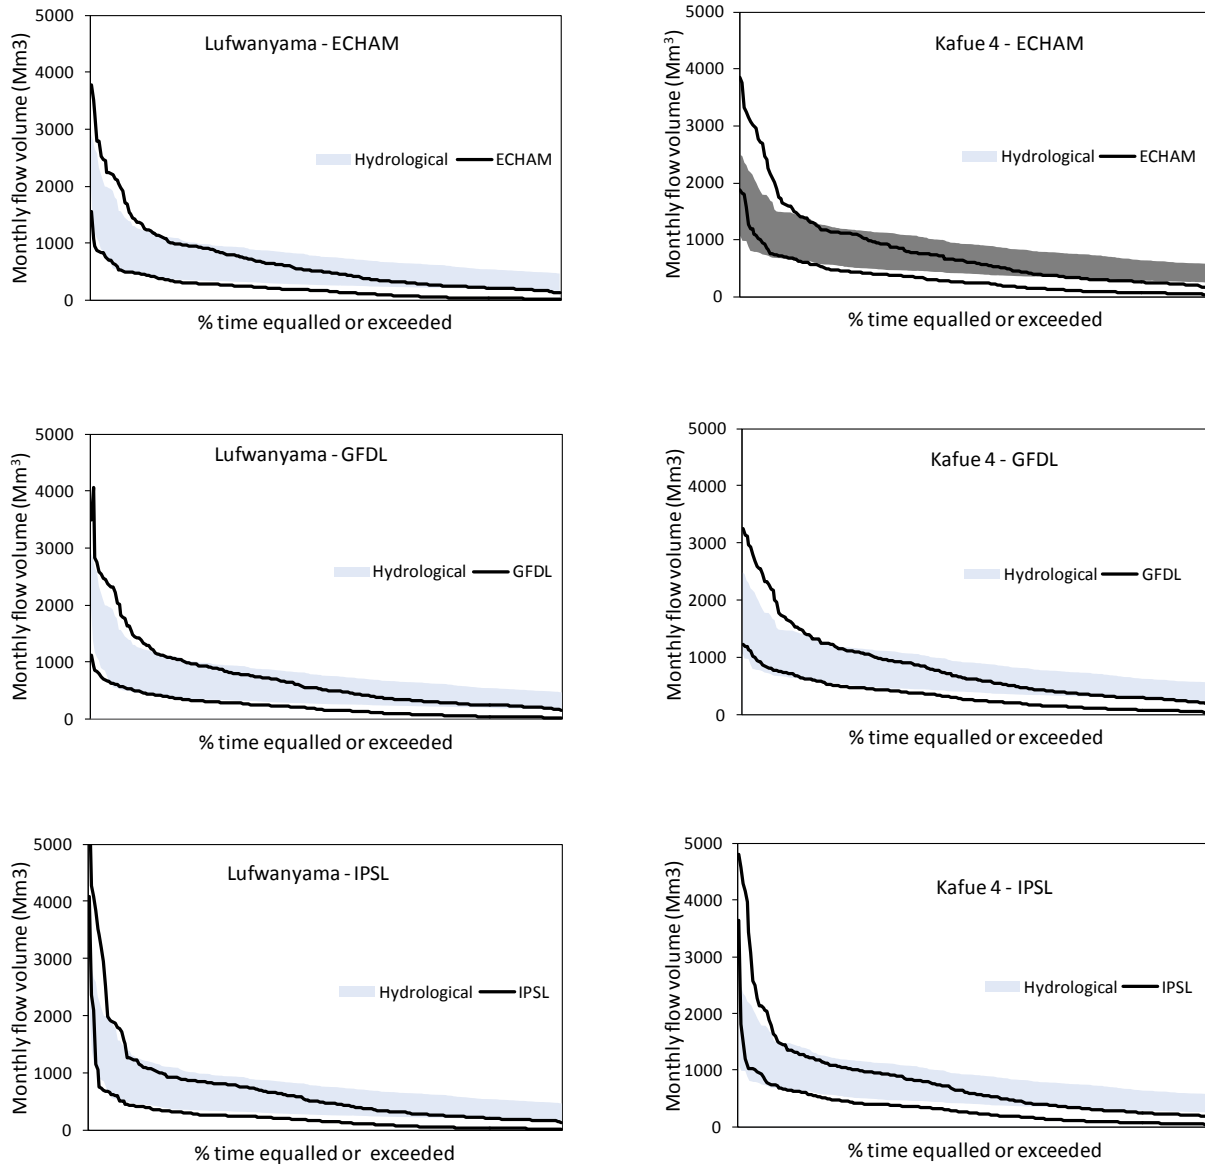 Lufwanyama - ECHAM
Monthly flow volume (Mm3)
5000
4000
3000
2000
1000
0
Hydrological ECHAM
% time equalled or exceeded
Kafue 4 - ECHAM
Monthly flow volume (Mm³)
5000
4000
3000
2000
1000
0
Hydrological ECHAM
% time equalled or exceeded
Lufwanyama - GFDL
Monthly flow volume (Mm³)
5000
4000
3000
2000
1000
0
Hydrological GFDL
% time equalled or exceeded
Kafue 4 - GFDL
Monthly flow volume (Mm3)
5000
4000
3000
2000
1000
0
Hydrological GFDL
% time equalled or exceeded
Lufwanyama - IPSL
Monthly flow volume (Mm3)
5000
4000
3000
2000
1000
0
Hydrological IPSL
% time equalled or exceeded
Kafue 4 - IPSL
Monthly flow volume (Mm3)
5000
4000
3000
2000
1000
0
Hydrological IPSL
% time equalled or exceeded